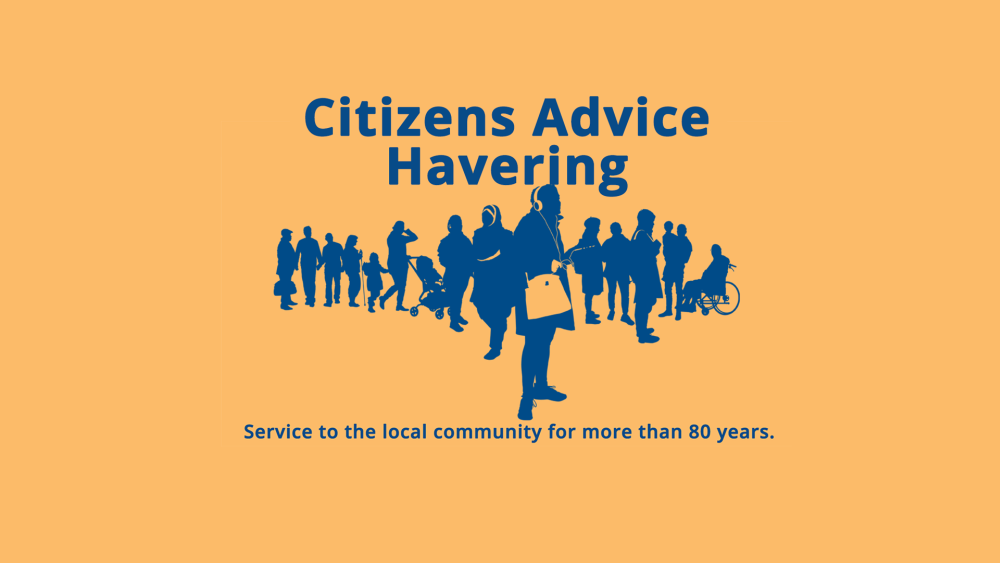 Citizens Advice
Havering
Service to the local community for more than 80 years.